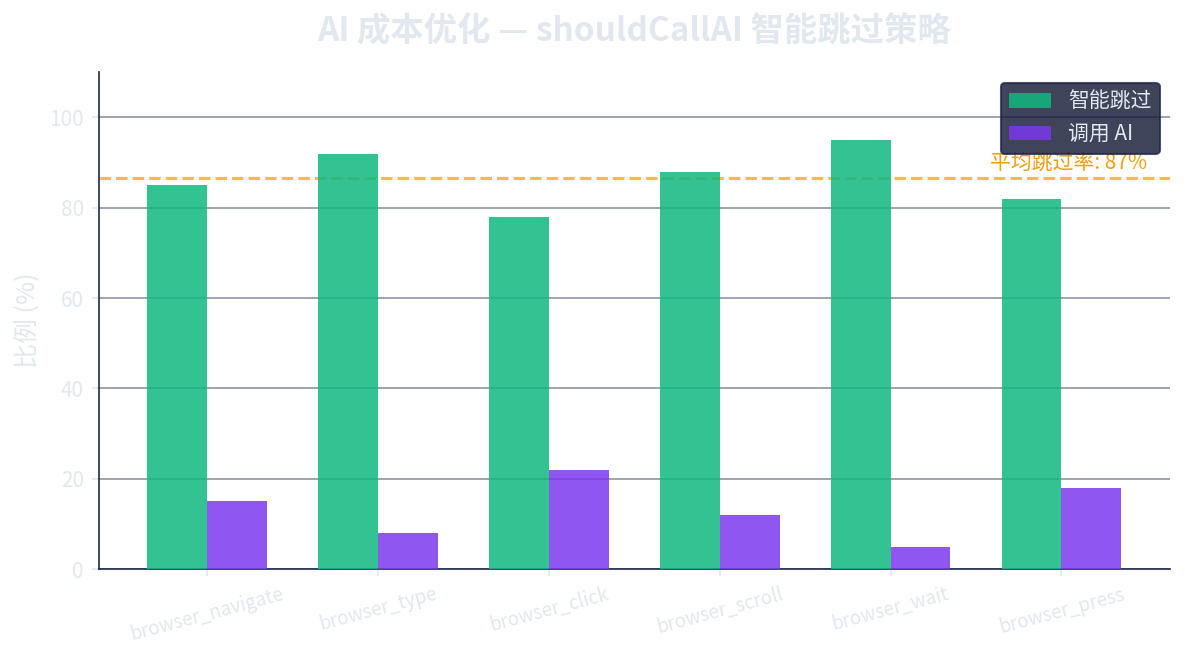 AI 成本优化 — shouldCallAI 智能跳过策略
智能跳过
调用 AI
平均跳过率: 87%
比例 (%)
100
80
60
40
20
0
browser_navigate
browser_type
browser_click
browser_scroll
browser_wait
browser_press